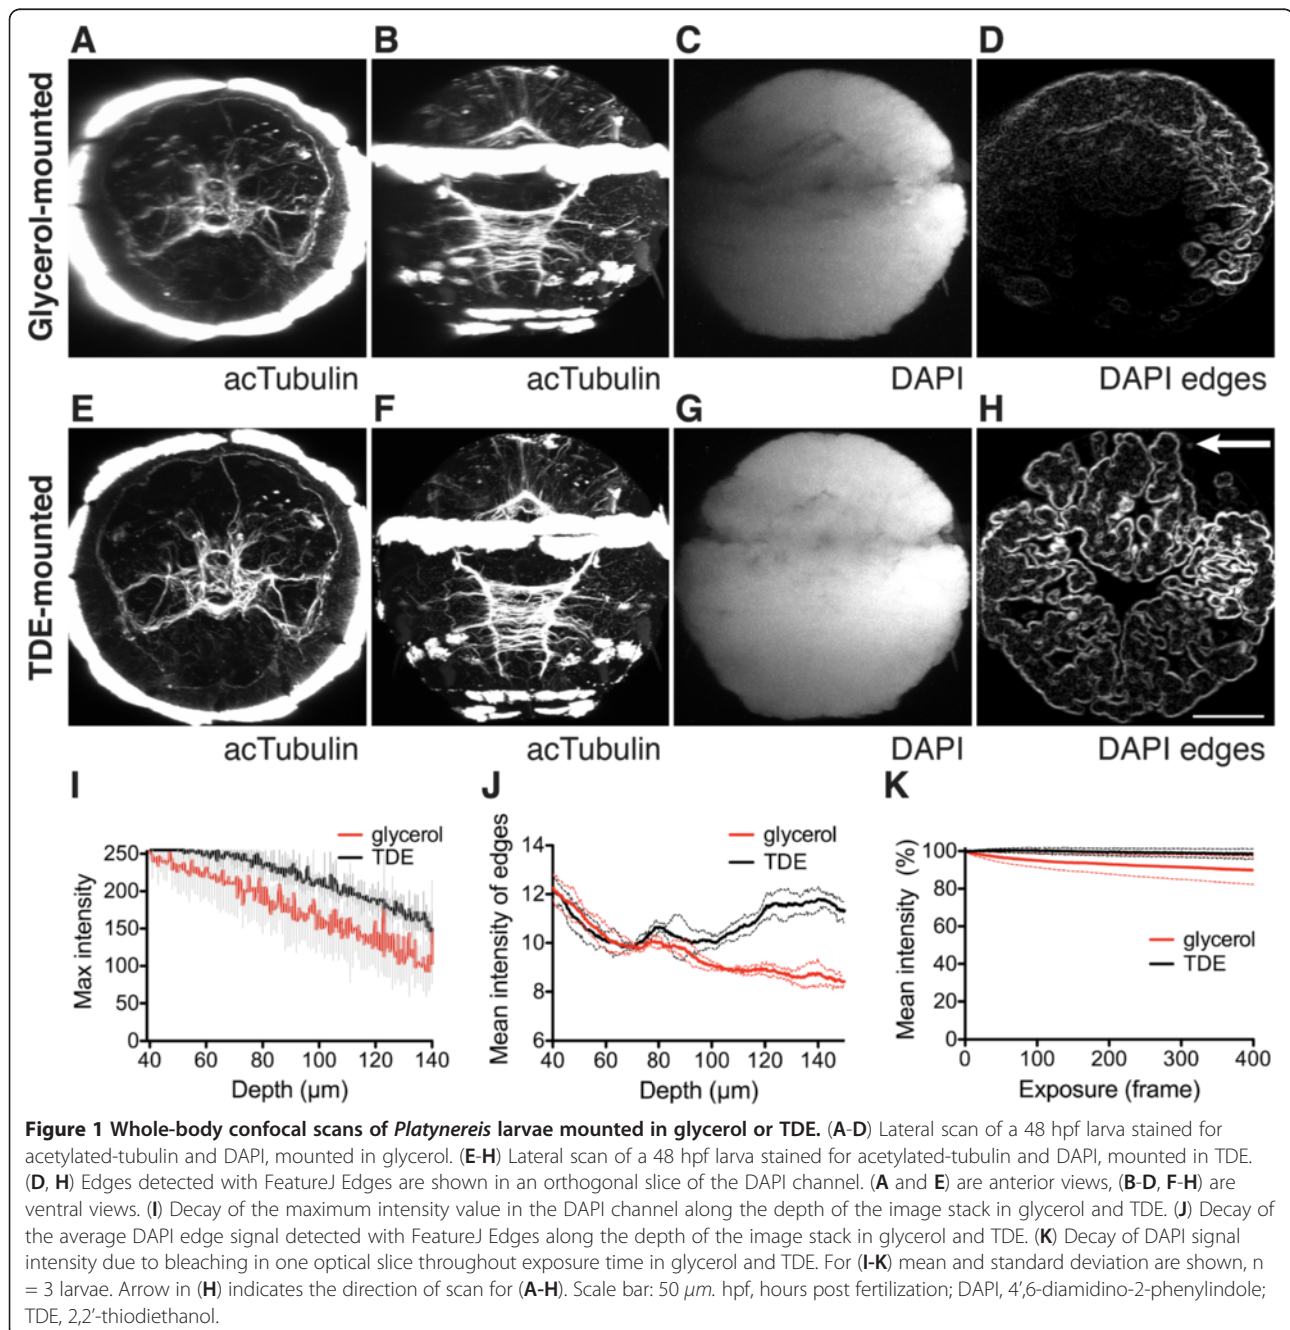 A
B
C
D
Glycerol-mounted
acTubulin
acTubulin
DAPI
DAPI edges
E
F
G
H
TDE-mounted
acTubulin
acTubulin
DAPI
DAPI edges
I
glycerol
TDE
Max intensity
250
200
150
100
50
0
40 60 80 100 120 140
Depth (µm)
J
glycerol
TDE
Mean intensity of edges
14
12
10
8
6
40 60 80 100 120 140
Depth (µm)
K
Mean intensity (%)
100
80
60
40
20
0
glycerol
TDE
0 100 200 300 400
Exposure (frame)
Figure 1 Whole-body confocal scans of Platynereis larvae mounted in glycerol or TDE. (A-D) Lateral scan of a 48 hpf larva stained for
acetylated-tubulin and DAPI, mounted in glycerol. (E-H) Lateral scan of a 48 hpf larva stained for acetylated-tubulin and DAPI, mounted in TDE.
(D, H) Edges detected with FeatureJ Edges are shown in an orthogonal slice of the DAPI channel. (A and E) are anterior views, (B-D, F-H) are
ventral views. (I) Decay of the maximum intensity value in the DAPI channel along the depth of the image stack in glycerol and TDE. (J) Decay of
the average DAPI edge signal detected with FeatureJ Edges along the depth of the image stack in glycerol and TDE. (K) Decay of DAPI signal
intensity due to bleaching in one optical slice throughout exposure time in glycerol and TDE. For (I-K) mean and standard deviation are shown, n
= 3 larvae. Arrow in (H) indicates the direction of scan for (A-H). Scale bar: 50 µm. hpf, hours post fertilization; DAPI, 4′,6-diamidino-2-phenylindole;
TDE, 2,2′-thiodiethanol.